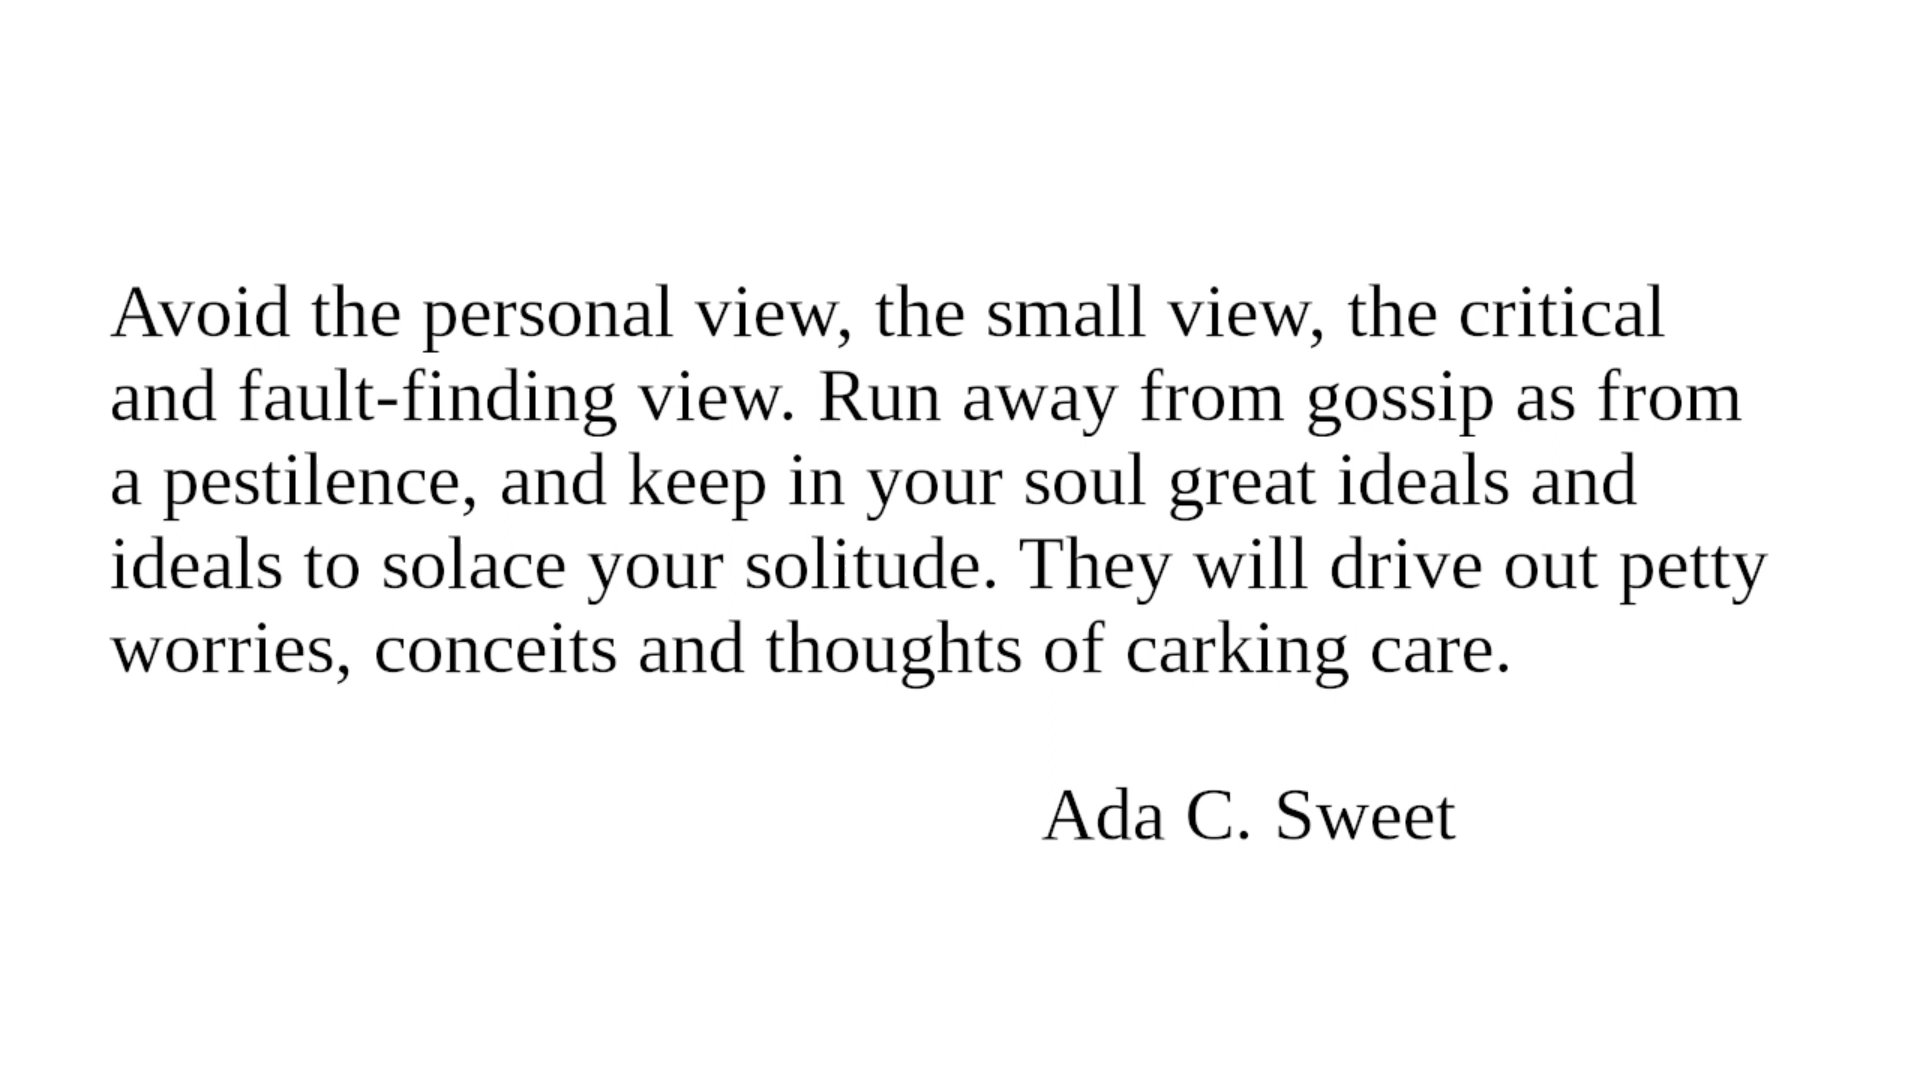 Avoid the personal view, the small view, the critical
and fault-finding view. Run away from gossip as from
a pestilence, and keep in your soul great ideals and
ideals to solace your solitude. They will drive out petty
worries, conceits and thoughts of carking care.
Ada C. Sweet